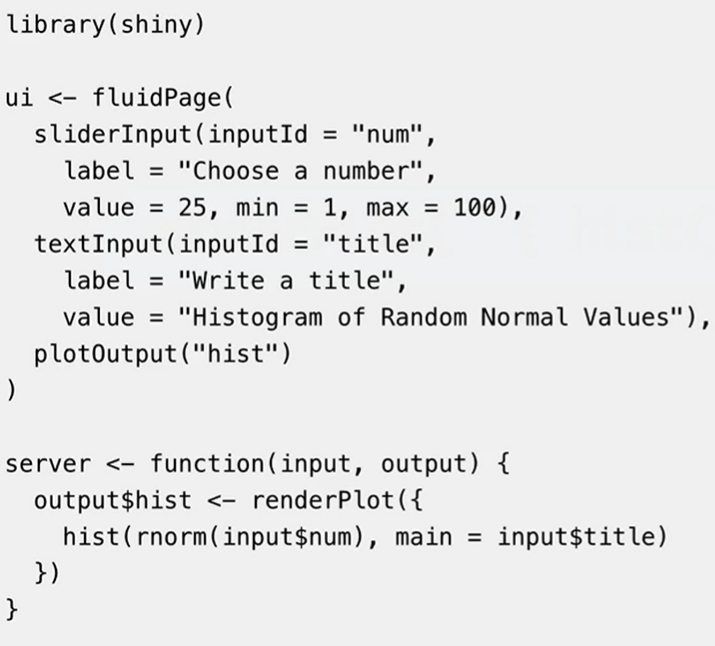 library(shiny)
ui <- fluidPage(
  sliderInput(inputId = "num",
    label = "Choose a number",
    value = 25, min = 1, max = 100),
  textInput(inputId = "title",
    label = "Write a title",
    value = "Histogram of Random Normal Values"),
  plotOutput("hist")
)
server <- function(input, output) {
  output$hist <- renderPlot({
    hist(rnorm(input$num), main = input$title)
  })
}